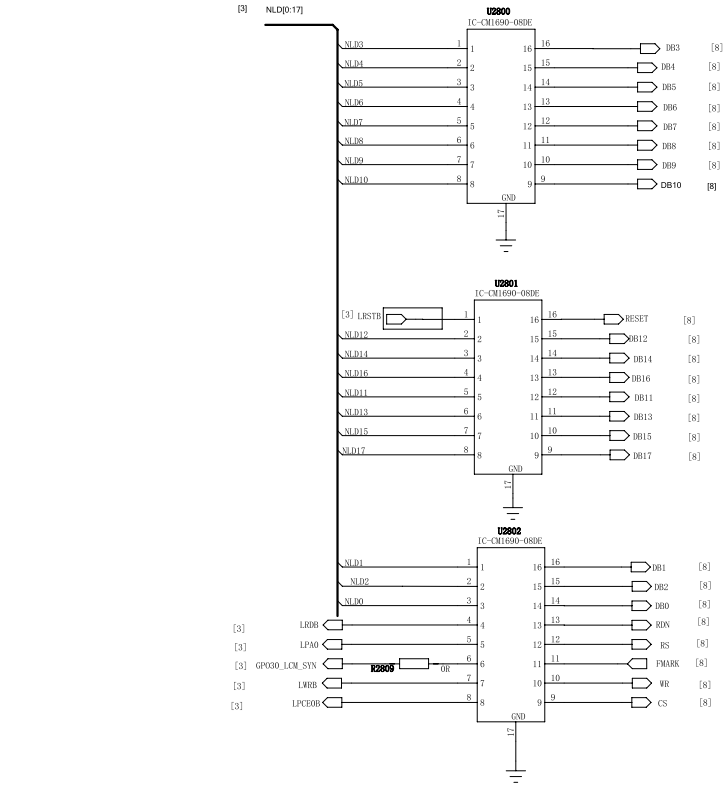 [3] NLD[0:17] U2800
IC-CM1690-08DE
NLD3 1 1 16 16 DB3 [8]
NLD4 2 2 15 15 DB4 [8]
NLD5 3 3 14 14 DB5 [8]
NLD6 4 4 13 13 DB6 [8]
NLD7 5 5 12 12 DB7 [8]
NLD8 6 6 11 11 DB8 [8]
NLD9 7 7 10 10 DB9 [8]
NLD10 8 8 9 9 DB10 [8]
GND
17
U2801
IC-CM1690-08DE
[3] LRSTB 1 1 16 16 RESET [8]
NLD12 2 2 15 15 DB12 [8]
NLD14 3 3 14 14 DB14 [8]
NLD16 4 4 13 13 DB16 [8]
NLD11 5 5 12 12 DB11 [8]
NLD13 6 6 11 11 DB13 [8]
NLD15 7 7 10 10 DB15 [8]
NLD17 8 8 9 9 DB17 [8]
GND
17
U2802
IC-CM1690-08DE
NLD1 1 1 16 16 DB1 [8]
NLD2 2 2 15 15 DB2 [8]
NLD0 3 3 14 14 DB0 [8]
[3] LRDB 4 4 13 13 RDN [8]
[3] LPA0 5 5 12 12 RS [8]
[3] GPO30_LCM_SYN R2809 0R 6 6 11 11 FMARK [8]
[3] LWRB 7 7 10 10 WR [8]
[3] LPCE0B 8 8 9 9 CS [8]
GND
17